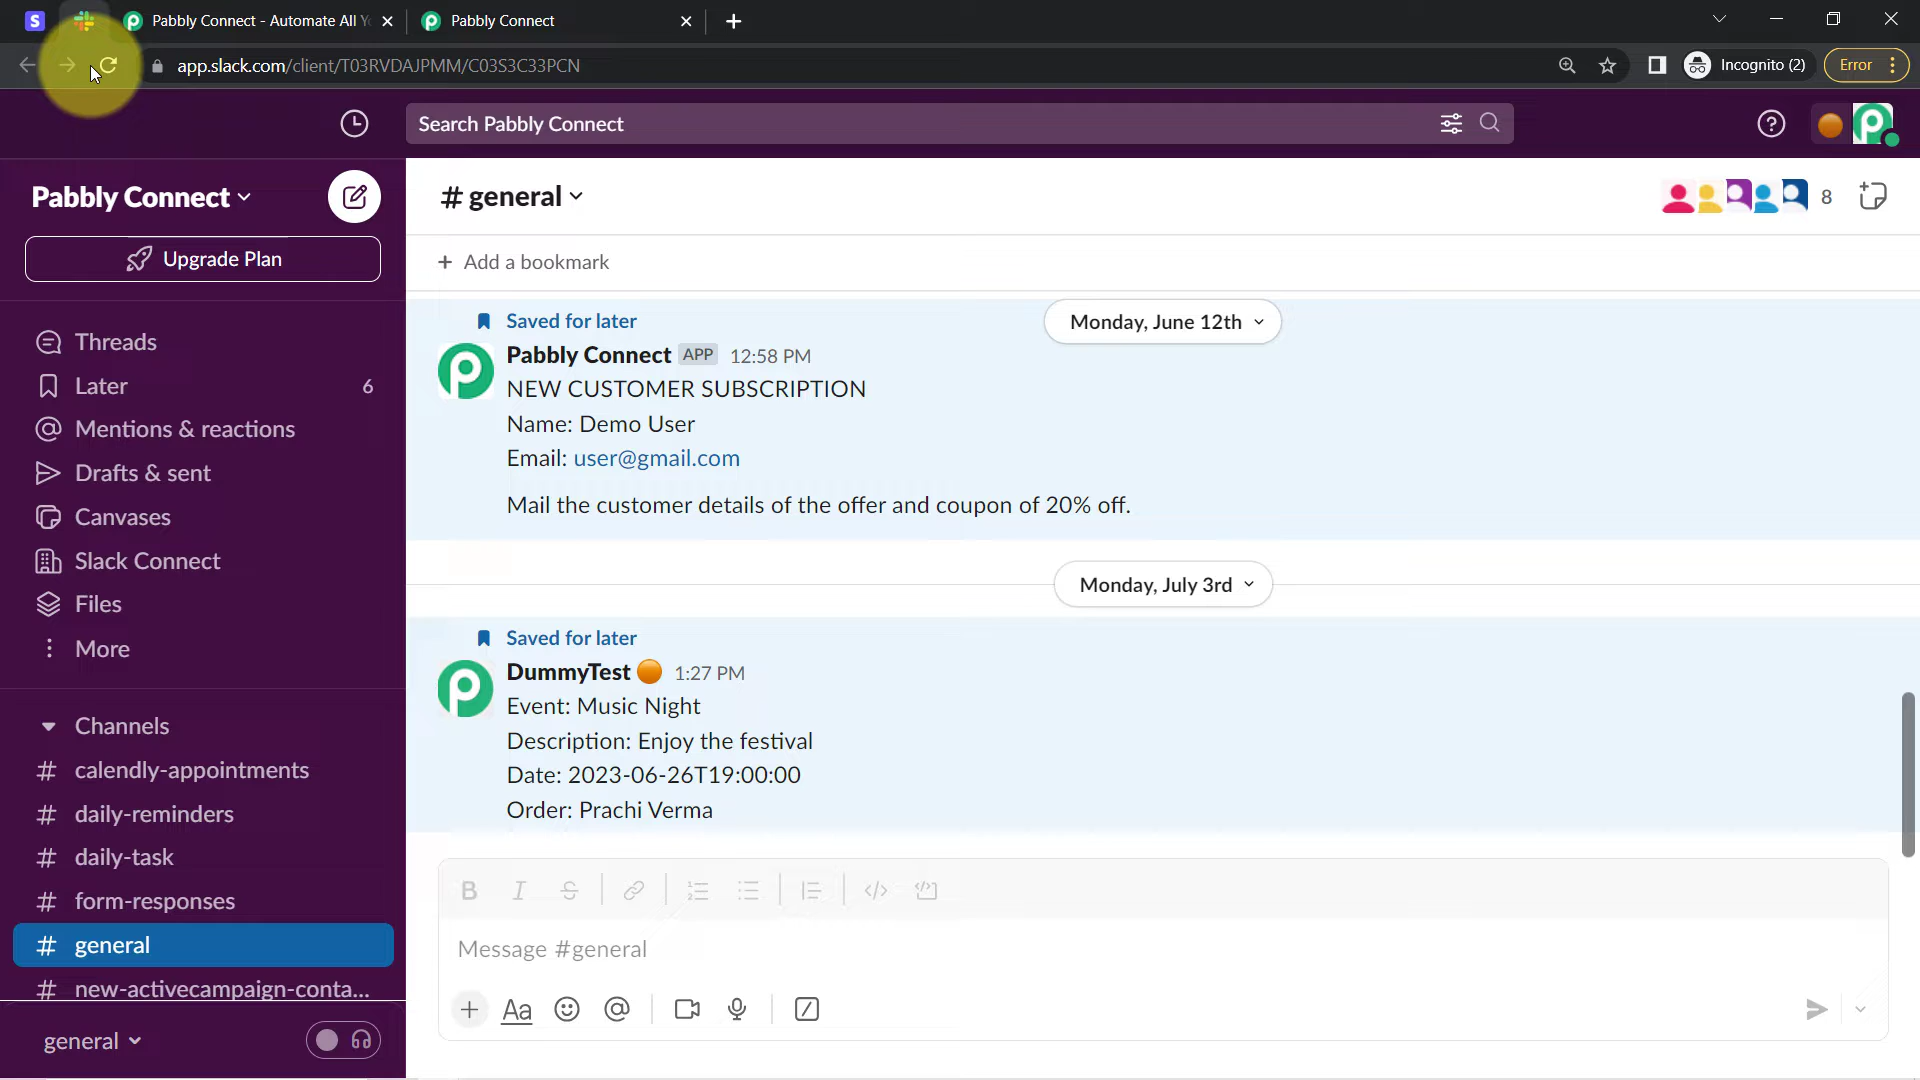 Pabbly Connect - Automate All Y
Pabbly Connect
app.slack.com/client/T03RVDAJPMM/C03S3C33PCN
Incognito (2)
Error
Search Pabbly Connect
Pabbly Connect
Upgrade Plan
Threads
Later 6
Mentions & reactions
Drafts & sent
Canvases
Slack Connect
Files
More
Channels
# calendly-appointments
# daily-reminders
# daily-task
# form-responses
# general
# new-activecampaign-conta...
general
# general
8
+ Add a bookmark
Monday, June 12th
Saved for later
Pabbly Connect APP 12:58 PM
NEW CUSTOMER SUBSCRIPTION
Name: Demo User
Email: user@gmail.com
Mail the customer details of the offer and coupon of 20% off.
Monday, July 3rd
Saved for later
DummyTest 1:27 PM
Event: Music Night
Description: Enjoy the festival
Date: 2023-06-26T19:00:00
Order: Prachi Verma
Message #general
Aa